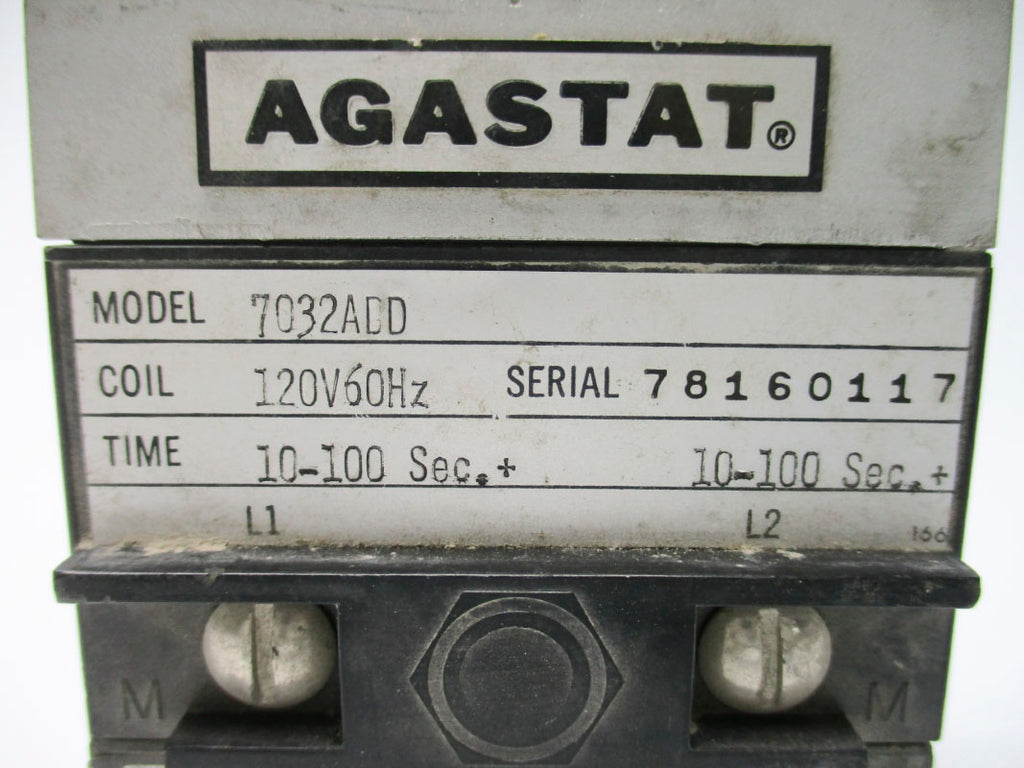 AGASTAT®
MODEL 7032ADD
COIL 120V60Hz SERIAL 78160117
TIME 10-100 Sec.+ 10-100 Sec.+
L1 L2 166
M M